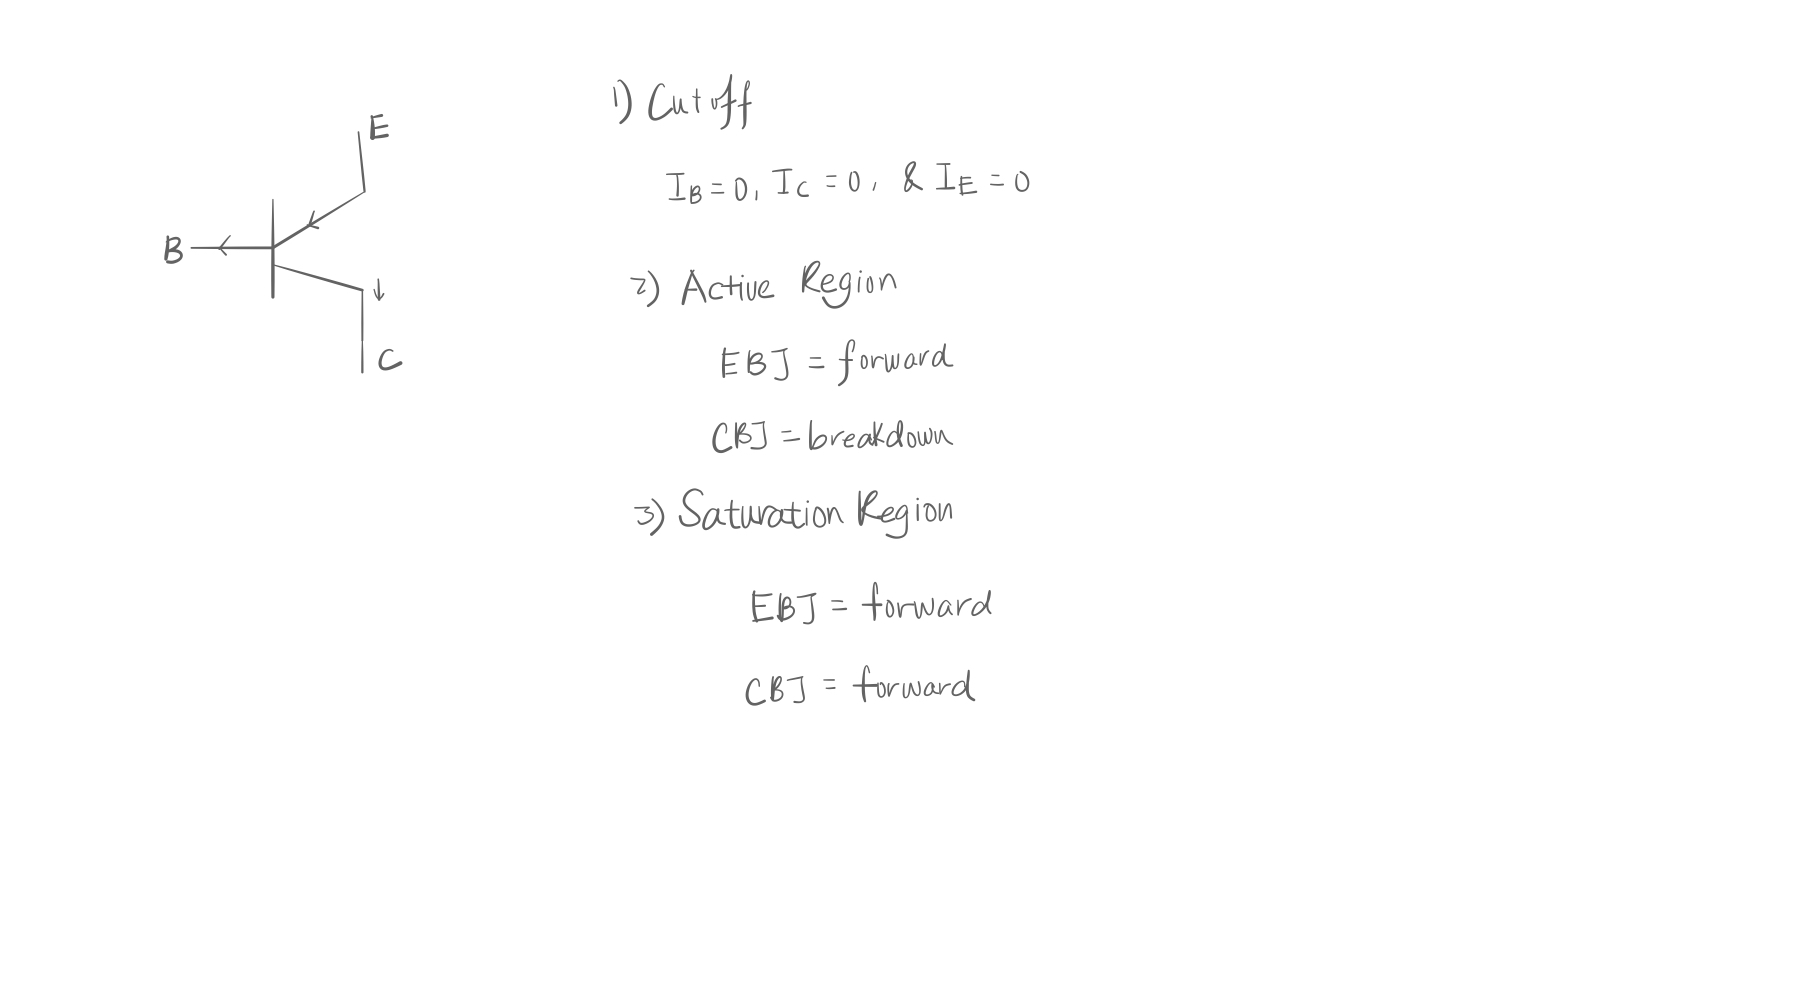 1) Cutoff
I_B = 0, I_C = 0, & I_E = 0
E
B
C
2) Active Region
EBJ = forward
CBJ = breakdown
3) Saturation Region
EBJ = forward
CBJ = forward